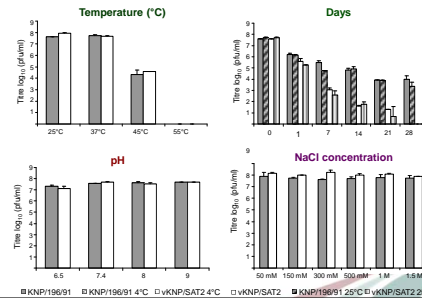 Temperature (°C)
Titre log10 (pfu/ml)
9
8
7
6
5
4
3
2
1
25°C 37°C 45°C 55°C
Days
Titre log10 (pfu/ml)
9
8
7
6
5
4
3
2
1
0 1 7 14 21 28
pH
Titre log10 (pfu/ml)
9
8
7
6
5
4
3
2
1
6.5 7.4 8 9
NaCl concentration
Titre log10 (pfu/ml)
9
8
7
6
5
4
3
2
1
50 mM 150 mM 300 mM 500 mM 1 M 1.5 M
KNP/196/91 KNP/196/91 4°C vKNP/SAT2 4°C vKNP/SAT2 KNP/196/91 25°C vKNP/SAT2 2